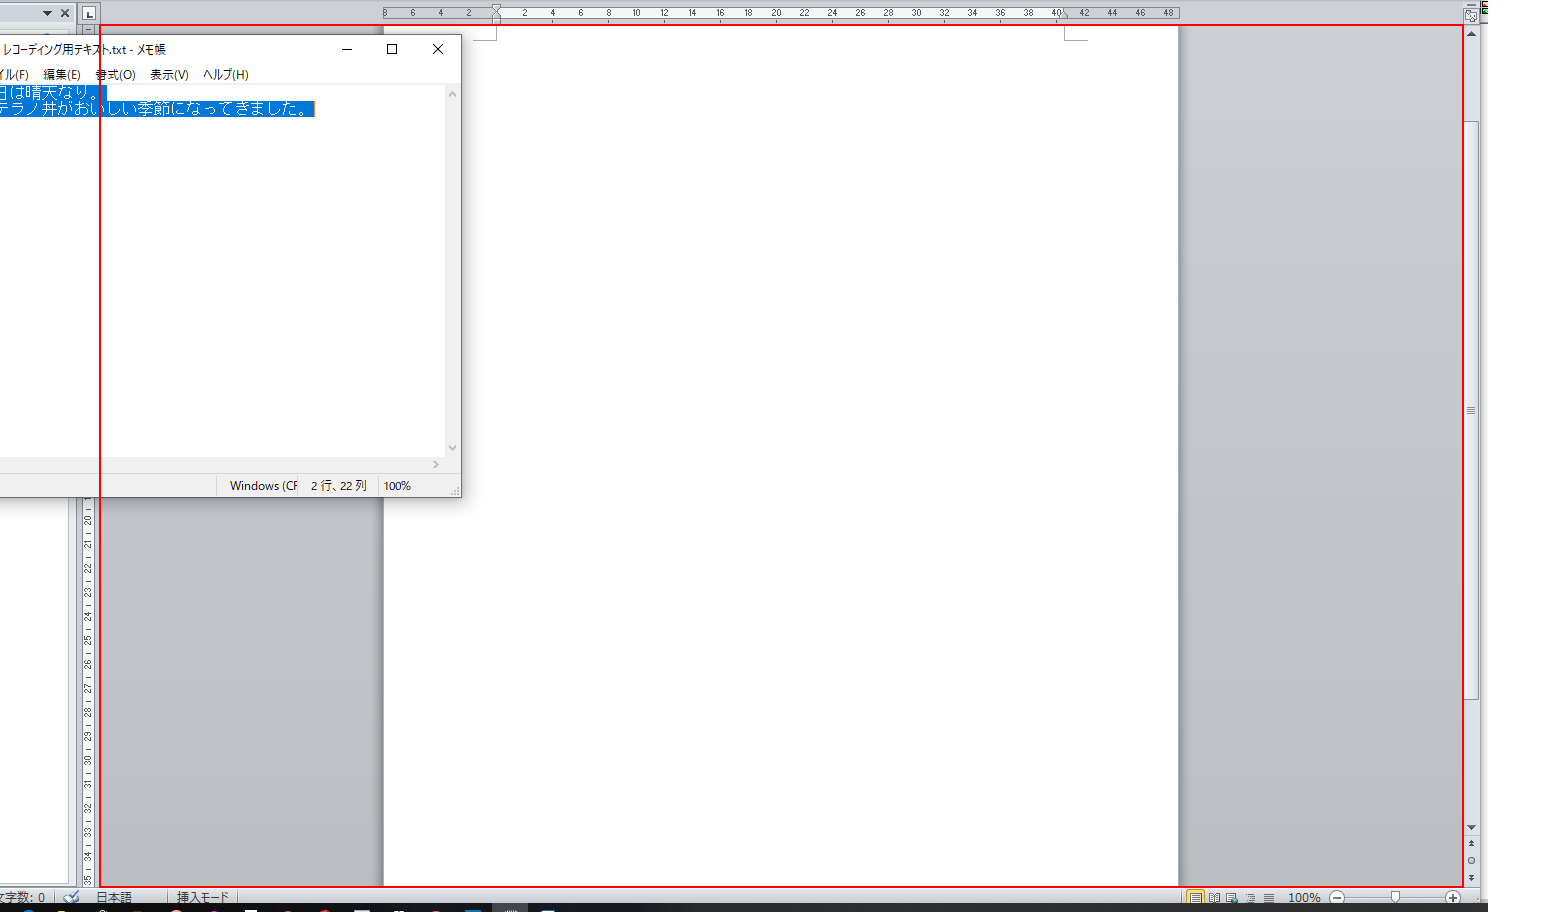 8 6 4 2 2 4 6 8 10 12 14 16 18 20 22 24 26 28 30 32 34 36 38 40 42 44 46 48
レコーディング用テキスト.txt - メモ帳
イル(F) 編集(E) 書式(O) 表示(V) ヘルプ(H)
日は晴天なり。
テラノ丼がおいしい季節になってきました。
Windows (CR 2 行、22 列 100%
20
21
22
23
24
25
26
27
28
29
30
31
32
33
34
35
文字数: 0 日本語 挿入モード 100%